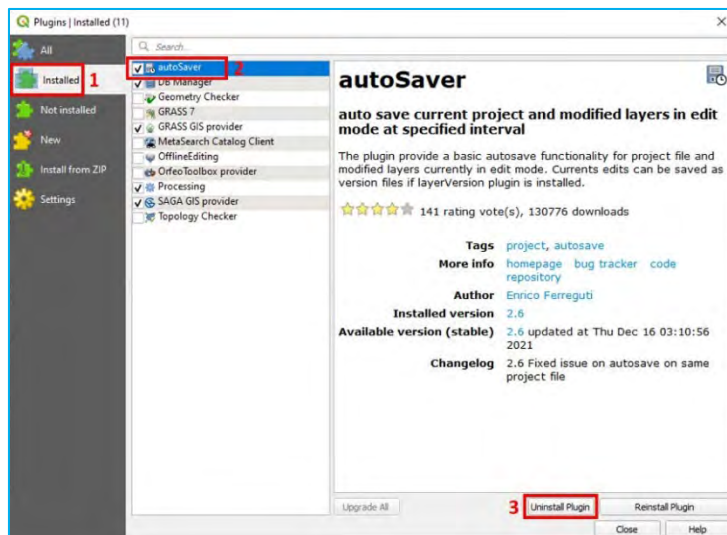 Plugins | Installed (11)
All
Installed 1
Not installed
New
Install from ZIP
Settings
Search...
autoSaver 2
DB Manager
Geometry Checker
GRASS 7
GRASS GIS provider
MetaSearch Catalog Client
OfflineEditing
OrfeoToolbox provider
Processing
SAGA GIS provider
Topology Checker
autoSaver
auto save current project and modified layers in edit
mode at specified interval
The plugin provide a basic autosave functionality for project file and
modified layers currently in edit mode. Currents edits can be saved as
version files if layerVersion plugin is installed.
141 rating vote(s), 130776 downloads
Tags project, autosave
More info homepage bug tracker code
repository
Author Enrico Ferreguti
Installed version 2.6
Available version (stable) 2.6 updated at Thu Dec 16 03:10:56
2021
Changelog 2.6 Fixed issue on autosave on same
project file
Upgrade All 3 Uninstall Plugin Reinstall Plugin
Close Help